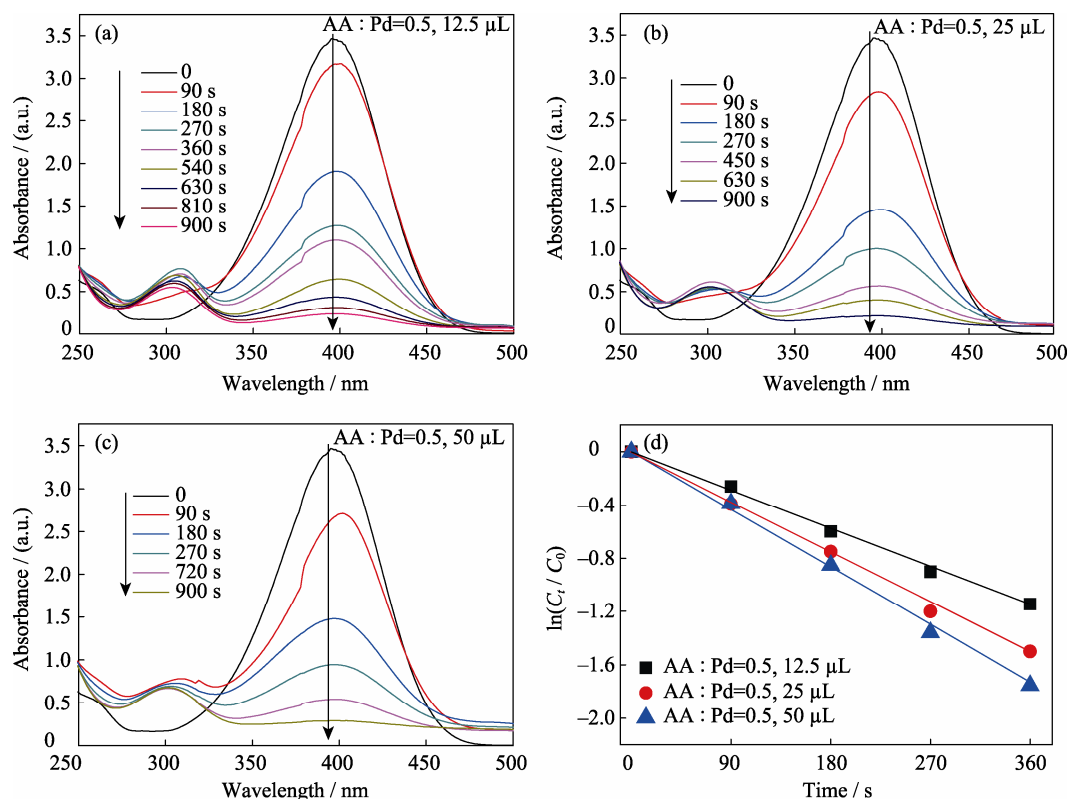 (a) AA : Pd=0.5, 12.5 μL
3.5
3.0
2.5
2.0
1.5
1.0
0.5
0
Absorbance / (a.u.)
0
90 s
180 s
270 s
360 s
540 s
630 s
810 s
900 s
250 300 350 400 450 500
Wavelength / nm
(b) AA : Pd=0.5, 25 μL
3.5
3.0
2.5
2.0
1.5
1.0
0.5
0
Absorbance / (a.u.)
0
90 s
180 s
270 s
450 s
630 s
900 s
250 300 350 400 450 500
Wavelength / nm
(c) AA : Pd=0.5, 50 μL
3.5
3.0
2.5
2.0
1.5
1.0
0.5
0
Absorbance / (a.u.)
0
90 s
180 s
270 s
720 s
900 s
250 300 350 400 450 500
Wavelength / nm
(d)
0
–0.4
–0.8
–1.2
–1.6
–2.0
ln(Ct / C0)
AA : Pd=0.5, 12.5 μL
AA : Pd=0.5, 25 μL
AA : Pd=0.5, 50 μL
0 90 180 270 360
Time / s